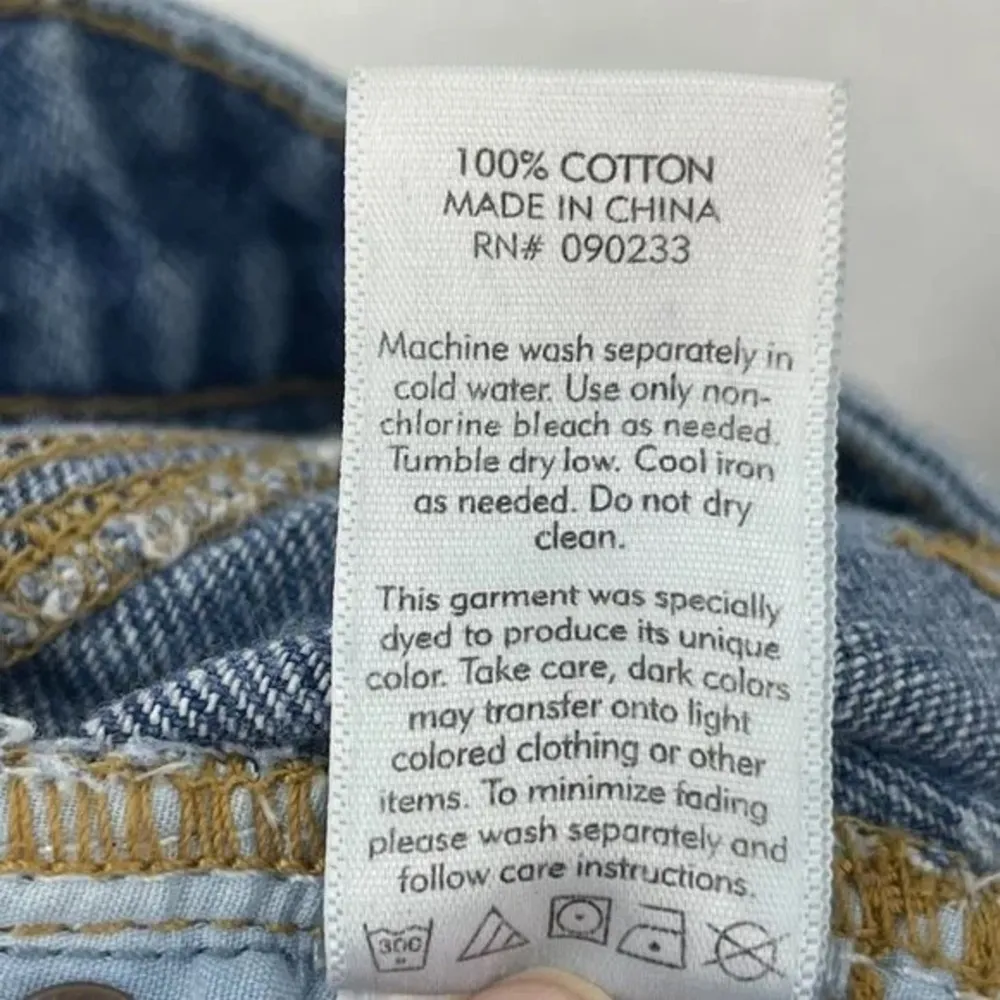 100% COTTON
MADE IN CHINA
RN# 090233
Machine wash separately in
cold water. Use only non-
chlorine bleach as needed.
Tumble dry low. Cool iron
as needed. Do not dry
clean.
This garment was specially
dyed to produce its unique
color. Take care, dark colors
may transfer onto light
colored clothing or other
items. To minimize fading
please wash separately and
follow care instructions.
30C